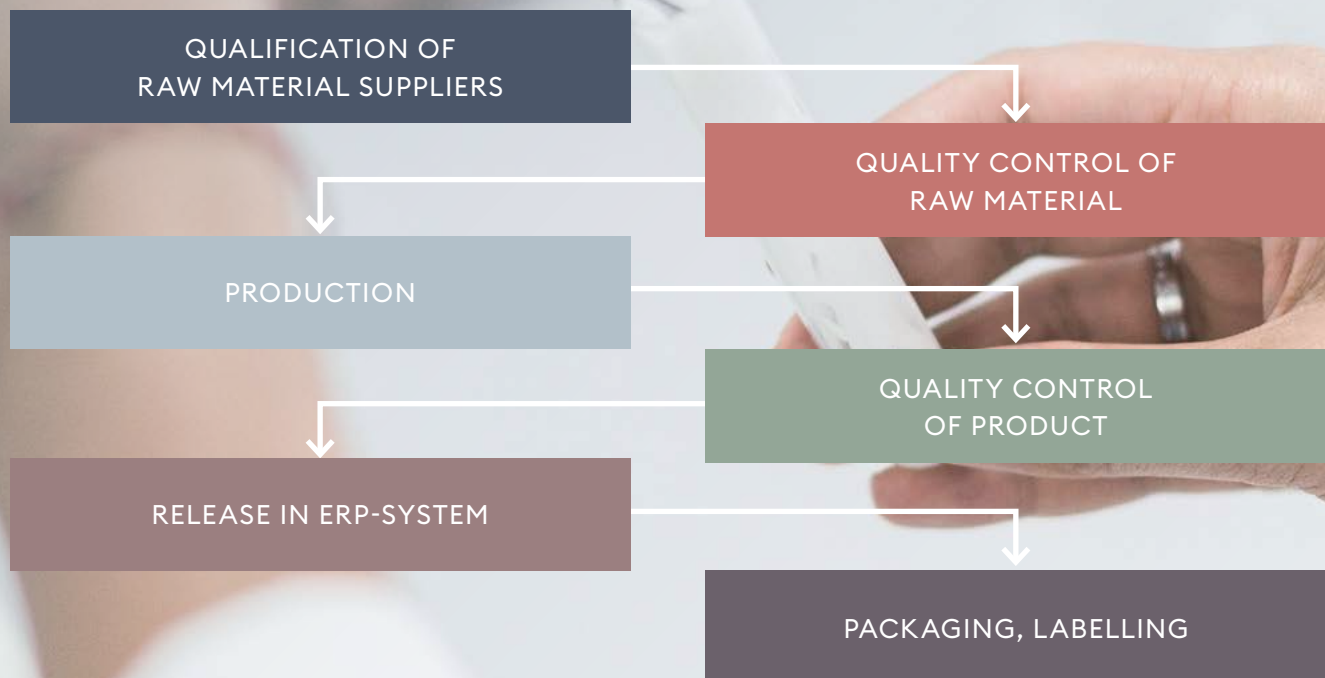 QUALIFICATION OF
RAW MATERIAL SUPPLIERS
QUALITY CONTROL OF
RAW MATERIAL
PRODUCTION
QUALITY CONTROL
OF PRODUCT
RELEASE IN ERP-SYSTEM
PACKAGING, LABELLING